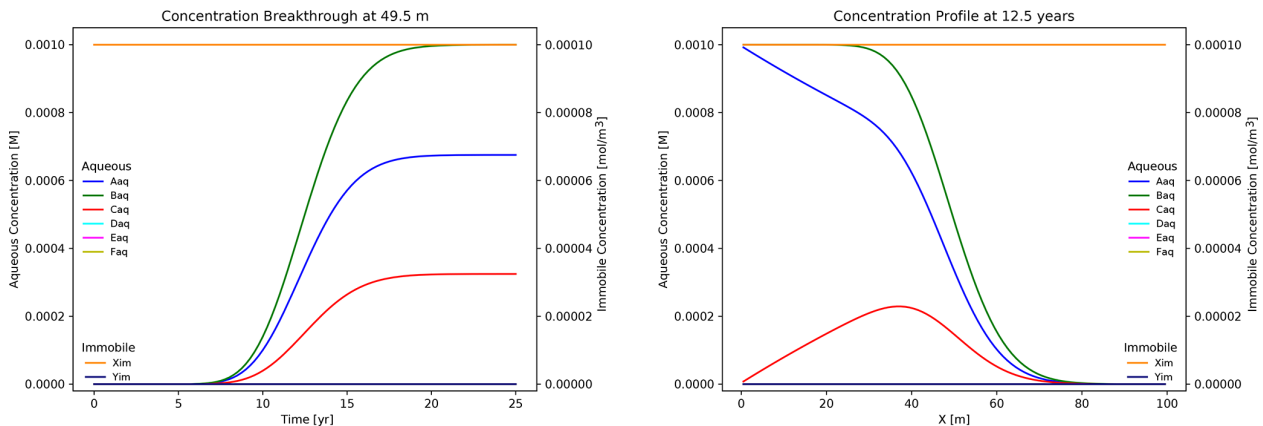 Concentration Breakthrough at 49.5 m
Aqueous Concentration [M]
0.0010
0.0008
0.0006
0.0004
0.0002
0.0000
Aqueous
Aaq
Baq
Caq
Daq
Eaq
Faq
Immobile
Xim
Yim
0 5 10 15 20 25
Time [yr]
0.00010
0.00008
0.00006
0.00004
0.00002
0.00000
Immobile Concentration [mol/m³]
Concentration Profile at 12.5 years
Aqueous Concentration [M]
0.0010
0.0008
0.0006
0.0004
0.0002
0.0000
Aqueous
Aaq
Baq
Caq
Daq
Eaq
Faq
Immobile
Xim
Yim
0 20 40 60 80 100
X [m]
0.00010
0.00008
0.00006
0.00004
0.00002
0.00000
Immobile Concentration [mol/m³]